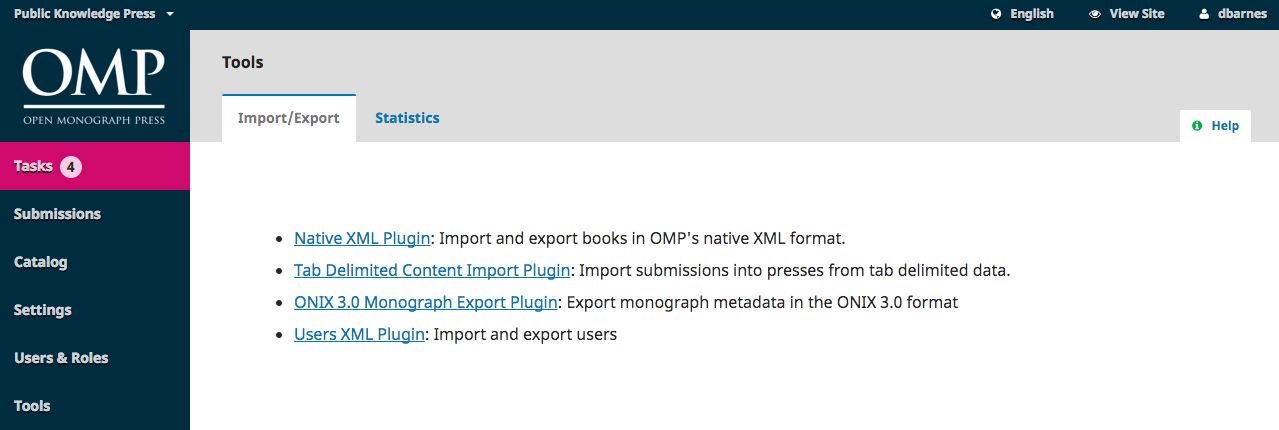 Public Knowledge Press
English
View Site
dbarnes
OMP
OPEN MONOGRAPH PRESS
Tools
Import/Export
Statistics
Help
Tasks 4
Submissions
Catalog
Settings
Users & Roles
Tools
Native XML Plugin: Import and export books in OMP's native XML format.
Tab Delimited Content Import Plugin: Import submissions into presses from tab delimited data.
ONIX 3.0 Monograph Export Plugin: Export monograph metadata in the ONIX 3.0 format
Users XML Plugin: Import and export users